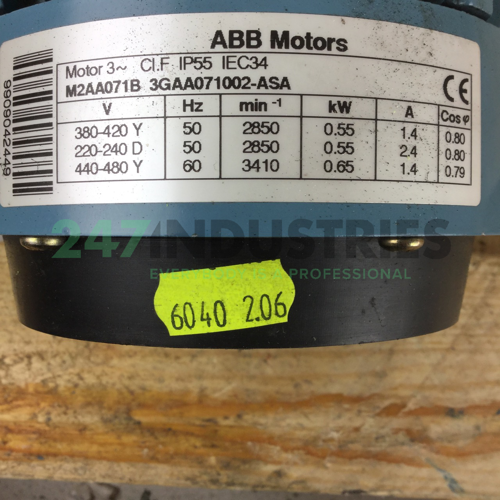 ABB Motors
Motor 3~ Cl.F IP55 IEC34
M2AA071B 3GAA071002-ASA
CE
V Hz min -1 kW A Cos φ
380-420 Y 50 2850 0.55 1.4 0.80
220-240 D 50 2850 0.55 2.4 0.80
440-480 Y 60 3410 0.65 1.4 0.79
9909042449
247INDUSTRIES
PROFESSIONAL
6040 2.06